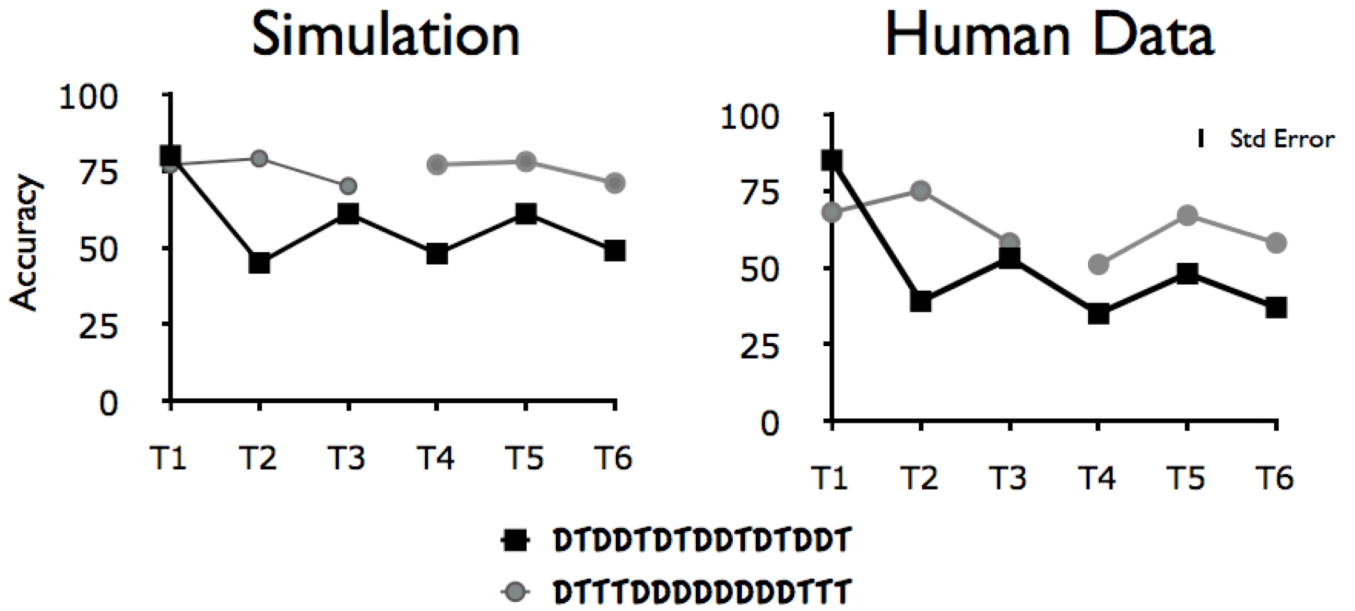 Simulation
Human Data
Accuracy
100
75
50
25
0
T1 T2 T3 T4 T5 T6
100
75
50
25
0
Std Error
T1 T2 T3 T4 T5 T6
DTDDTDTDDTDTDDT
DTTTDDDDDDDDTTT